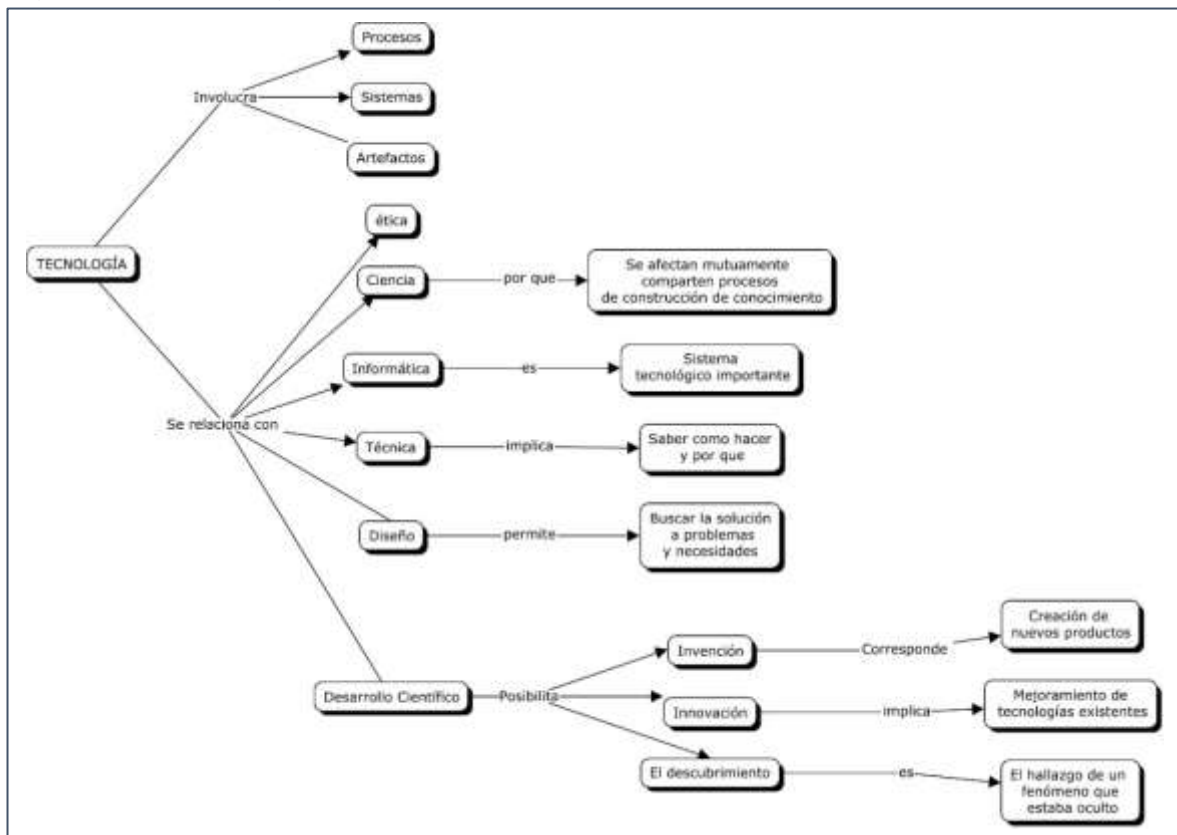 Procesos
Involucra
Sistemas
Artefactos
ética
TECNOLOGÍA
Ciencia
por que
Se afectan mutuamente
comparten procesos
de construcción de conocimiento
Informática
es
Sistema
tecnológico importante
Se relaciona con
Técnica
implica
Saber como hacer
y por que
Diseño
permite
Buscar la solución
a problemas
y necesidades
Desarrollo Científico
Posibilita
Invención
Corresponde
Creación de
nuevos productos
Innovación
implica
Mejoramiento de
tecnologías existentes
El descubrimiento
es
El hallazgo de un
fenómeno que
estaba oculto